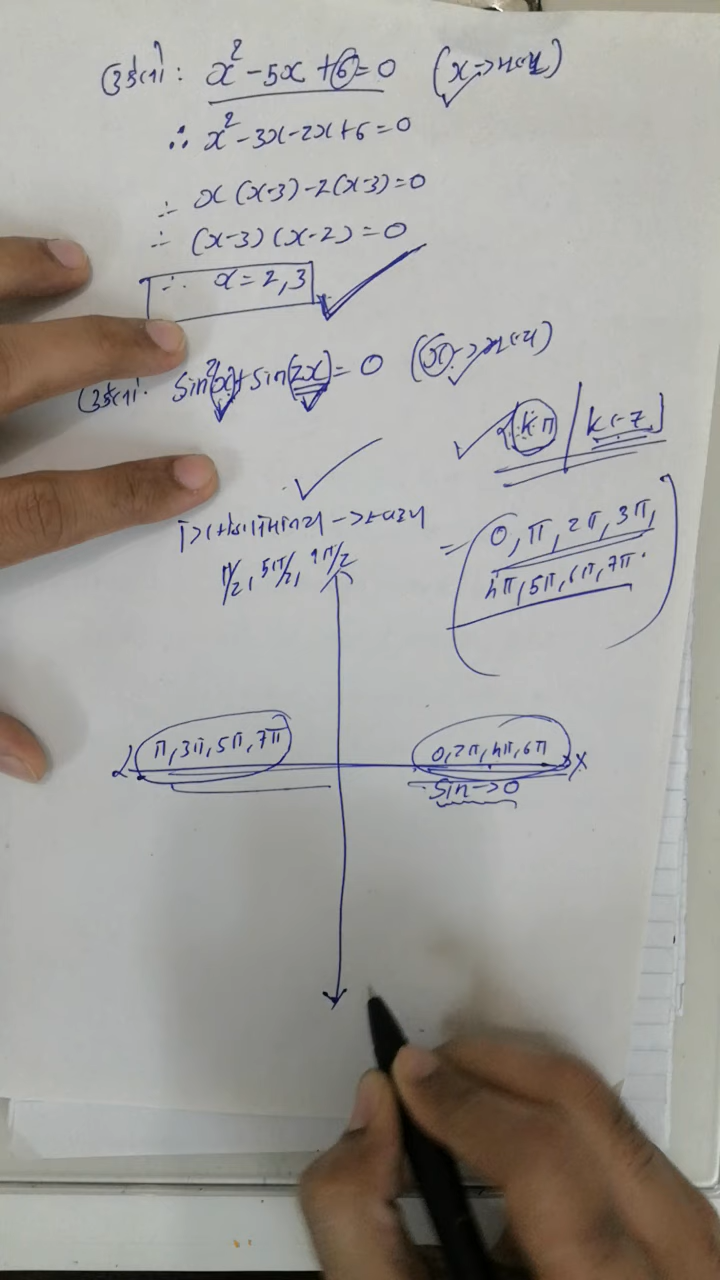 x² - 5x + 6 = 0
∴ x² - 3x - 2x + 6 = 0
∴ x (x-3) - 2(x-3) = 0
∴ (x-3) (x-2) = 0
∴ x = 2, 3
sin²(x) + sin(2x) = 0
{kπ / k ∈ z}
= 0, π, 2π, 3π,
4π, 5π, 6π, 7π
π/2, 5π/2, 9π/2
π, 3π, 5π, 7π
0, 2π, 4π, 6π
x
sin → 0